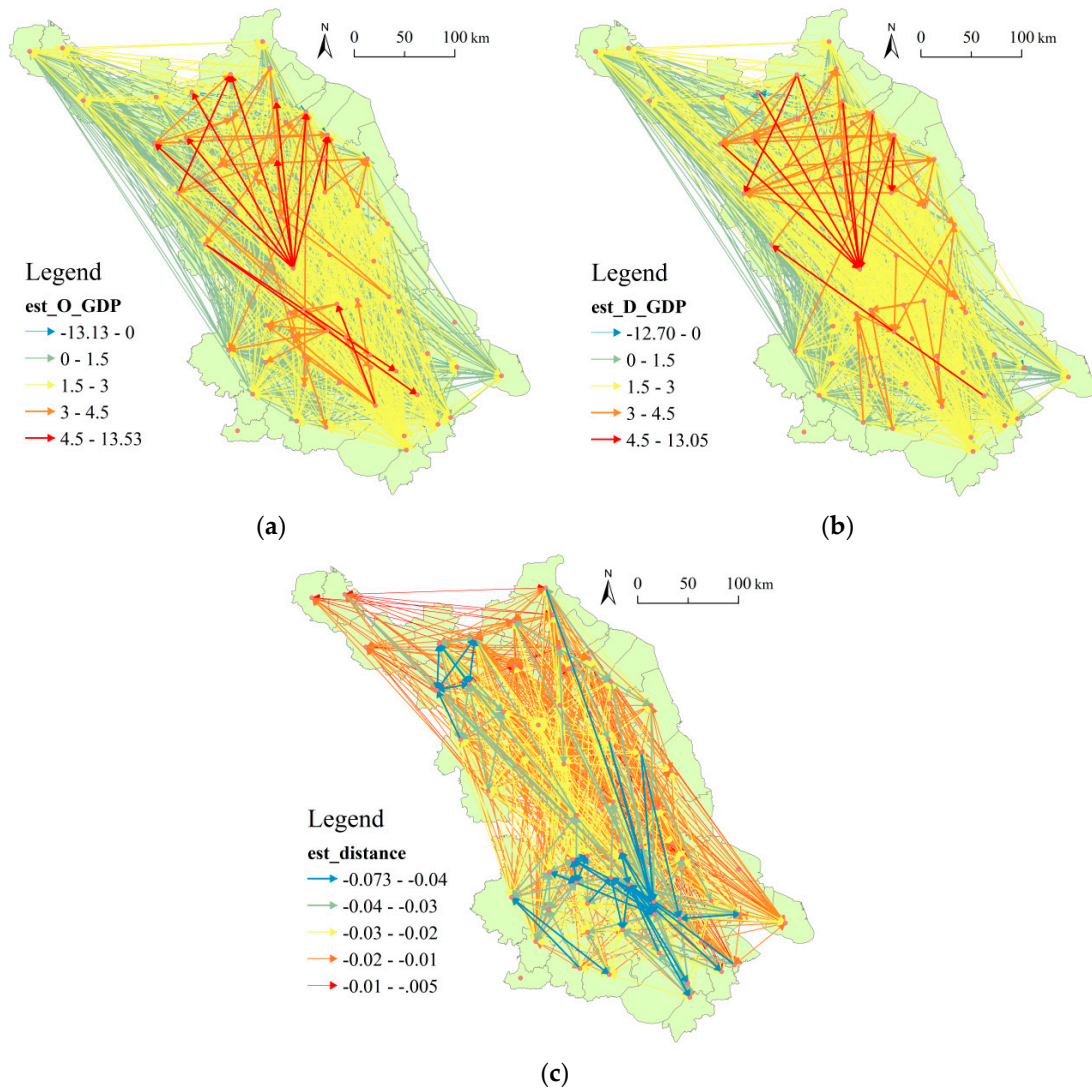 N
0 50 100 km
Legend
est_O_GDP
-13.13 - 0
0 - 1.5
1.5 - 3
3 - 4.5
4.5 - 13.53
(a)
N
0 50 100 km
Legend
est_D_GDP
-12.70 - 0
0 - 1.5
1.5 - 3
3 - 4.5
4.5 - 13.05
(b)
N
0 50 100 km
Legend
est_distance
-0.073 - -0.04
-0.04 - -0.03
-0.03 - -0.02
-0.02 - -0.01
-0.01 - -.005
(c)